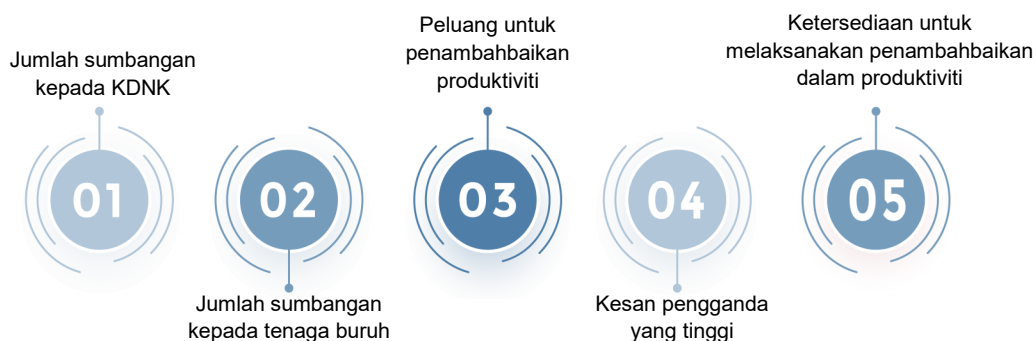 Jumlah sumbangan
kepada KDNK
01
02
Jumlah sumbangan
kepada tenaga buruh
Peluang untuk
penambahbaikan
produktiviti
03
04
Kesan pengganda
yang tinggi
Ketersediaan untuk
melaksanakan penambahbaikan
dalam produktiviti
05